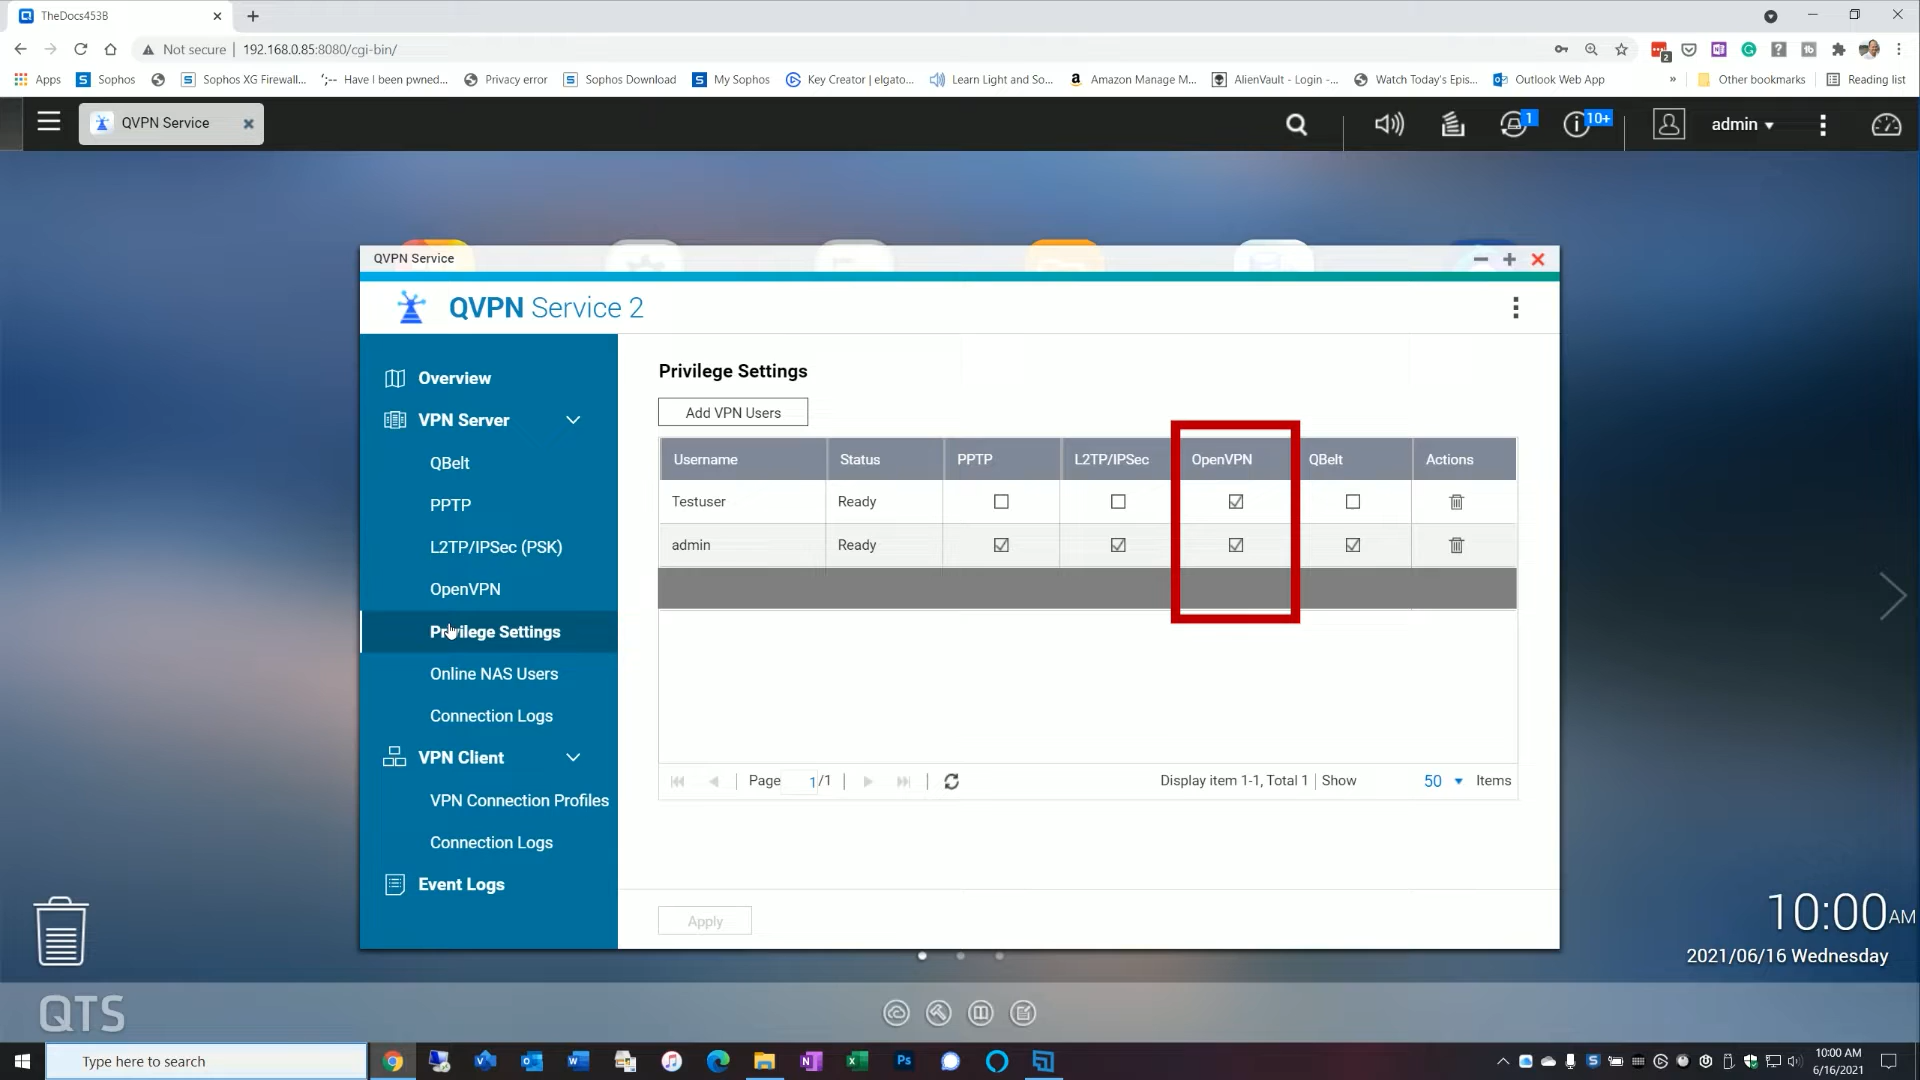 TheDocs453B
Not secure | 192.168.0.85:8080/cgi-bin/
Apps Sophos Sophos XG Firewall... Have I been pwned... Privacy error Sophos Download My Sophos Key Creator | elgato... Learn Light and So... Amazon Manage M... AlienVault - Login -... Watch Today's Epis... Outlook Web App » Other bookmarks Reading list
QVPN Service 1 10+ admin
QVPN Service
QVPN Service 2
Overview
VPN Server
QBelt
PPTP
L2TP/IPSec (PSK)
OpenVPN
Privilege Settings
Online NAS Users
Connection Logs
VPN Client
VPN Connection Profiles
Connection Logs
Event Logs
Privilege Settings
Add VPN Users
Username Status PPTP L2TP/IPSec OpenVPN QBelt Actions
Testuser Ready
admin Ready
Page 1/1 Display item 1-1, Total 1 | Show 50 Items
Apply
10:00 AM
2021/06/16 Wednesday
QTS
Type here to search
10:00 AM
6/16/2021